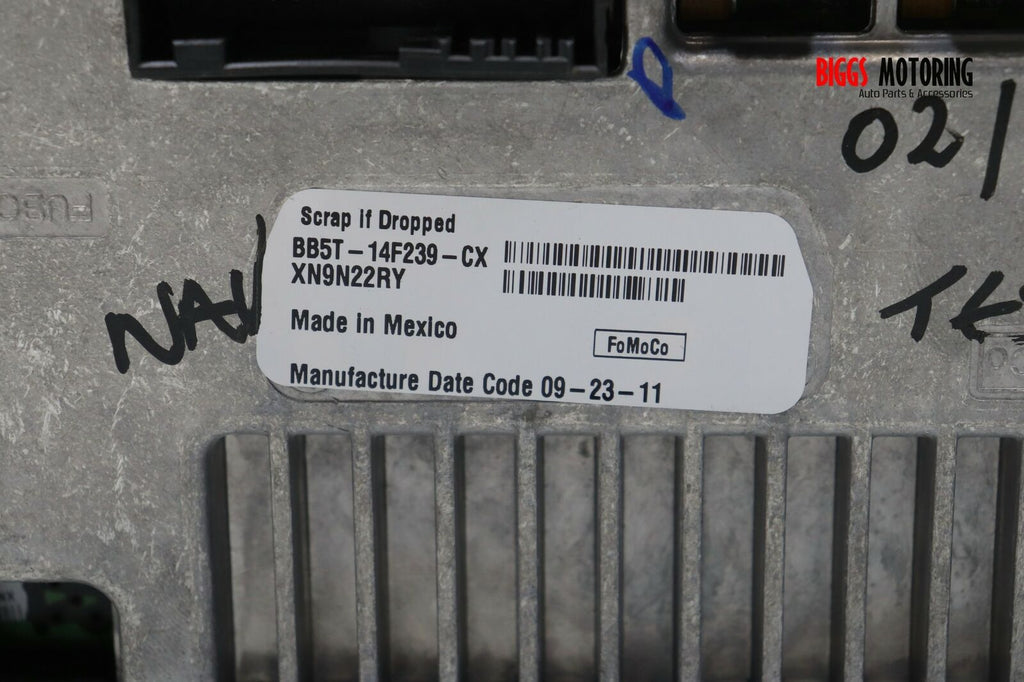 BIGGS MOTORING
Auto Parts & Accessories
02/
Scrap if Dropped
BB5T-14F239-CX
XN9N22RY
NAV
Made in Mexico
FoMoCo
Manufacture Date Code 09-23-11